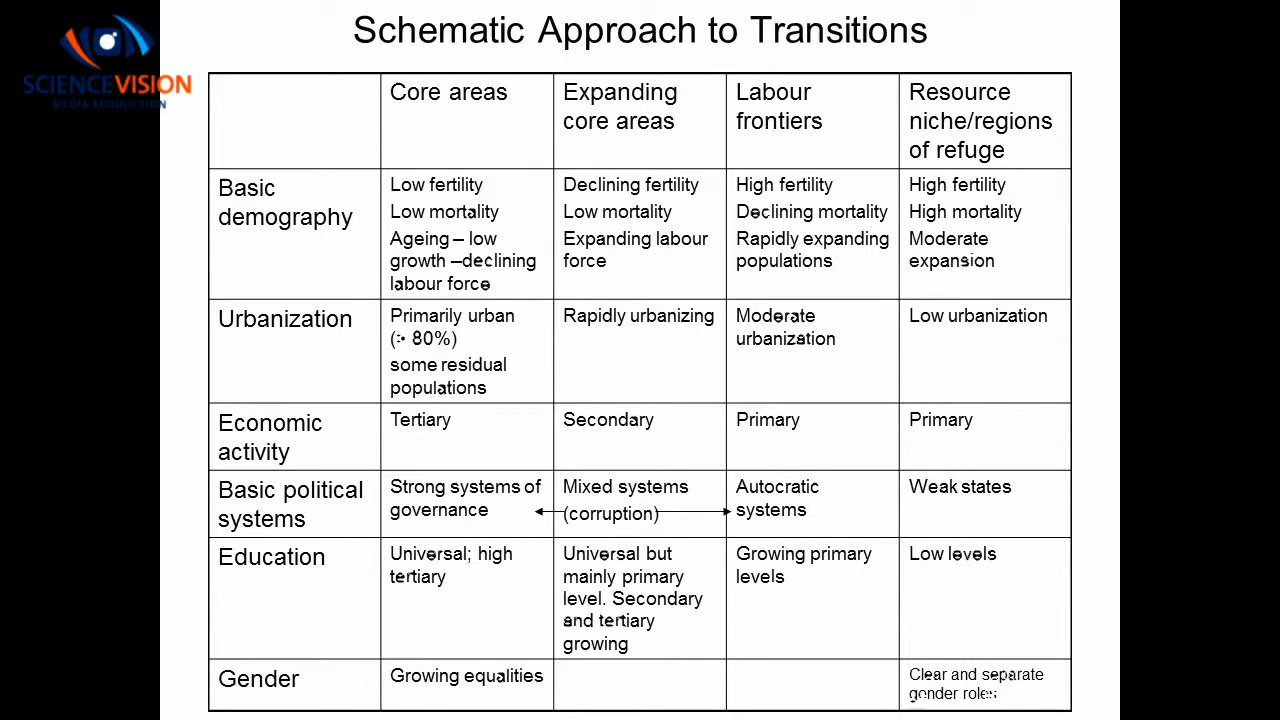 Schematic Approach to Transitions
SCIENCEVISION
MEDIA PRODUCTION
Core areas
Expanding
core areas
Labour
frontiers
Resource
niche/regions
of refuge
Basic
demography
Low fertility
Low mortality
Ageing – low
growth –declining
labour force
Declining fertility
Low mortality
Expanding labour
force
High fertility
Declining mortality
Rapidly expanding
populations
High fertility
High mortality
Moderate
expansion
Urbanization
Primarily urban
(> 80%)
some residual
populations
Rapidly urbanizing
Moderate
urbanization
Low urbanization
Economic
activity
Tertiary
Secondary
Primary
Primary
Basic political
systems
Strong systems of
governance
Mixed systems
(corruption)
Autocratic
systems
Weak states
Education
Universal; high
tertiary
Universal but
mainly primary
level. Secondary
and tertiary
growing
Growing primary
levels
Low levels
Gender
Growing equalities
Clear and separate
gender roles